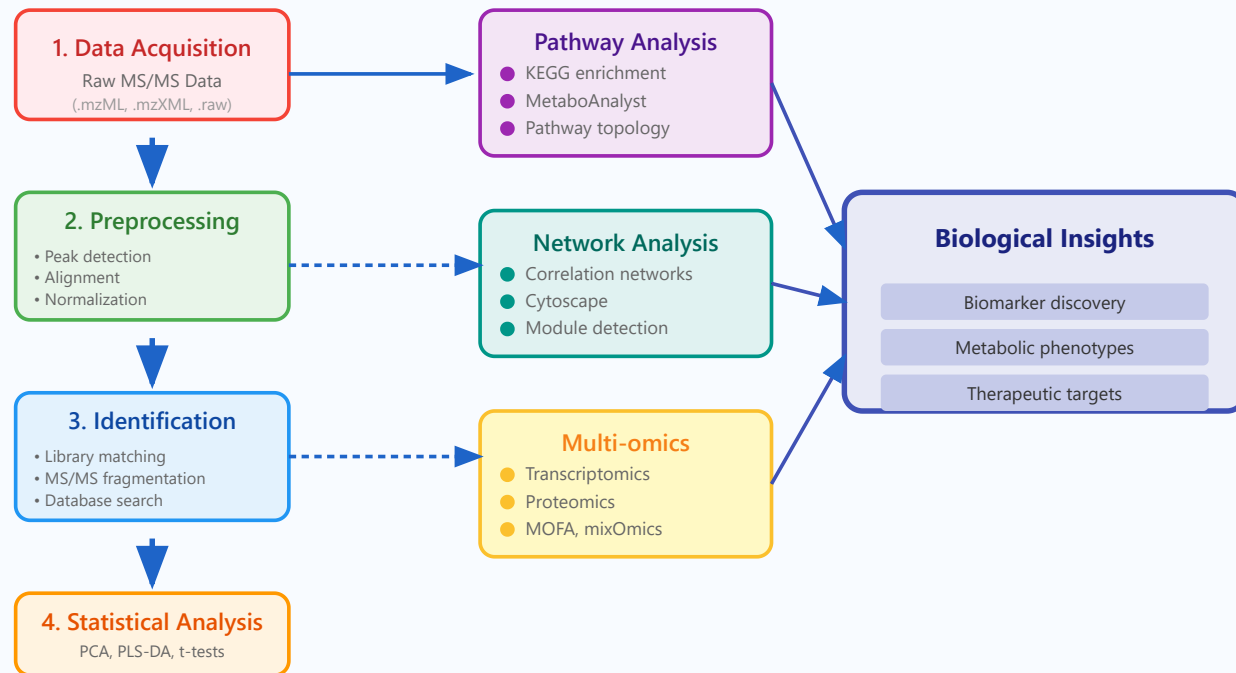 1. Data Acquisition
Raw MS/MS Data
(.mzML, .mzXML, .raw)
2. Preprocessing
• Peak detection
• Alignment
• Normalization
3. Identification
• Library matching
• MS/MS fragmentation
• Database search
4. Statistical Analysis
PCA, PLS-DA, t-tests
Pathway Analysis
KEGG enrichment
MetaboAnalyst
Pathway topology
Network Analysis
Correlation networks
Cytoscape
Module detection
Multi-omics
Transcriptomics
Proteomics
MOFA, mixOmics
Biological Insights
Biomarker discovery
Metabolic phenotypes
Therapeutic targets